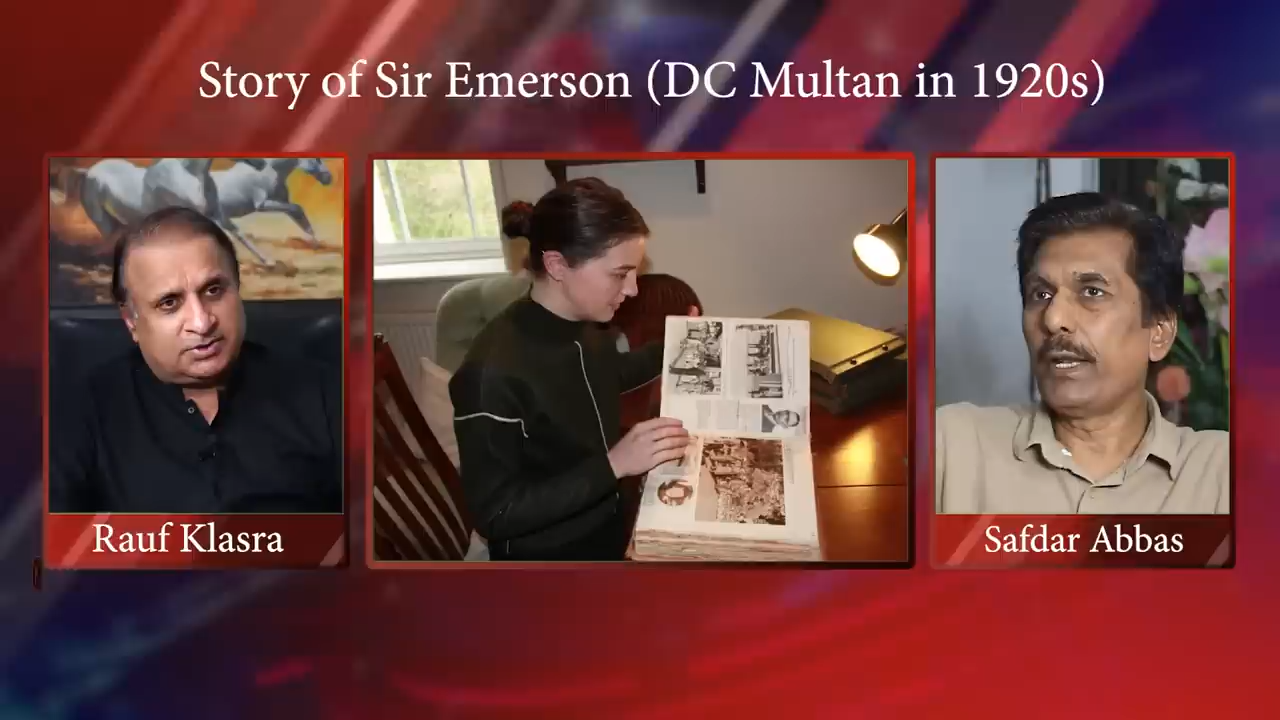 Story of Sir Emerson (DC Multan in 1920s)
Rauf Klasra
Safdar Abbas